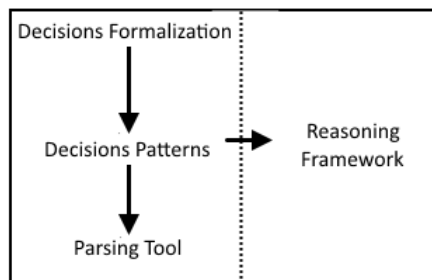 Decisions Formalization
Decisions Patterns
Parsing Tool
Reasoning
Framework